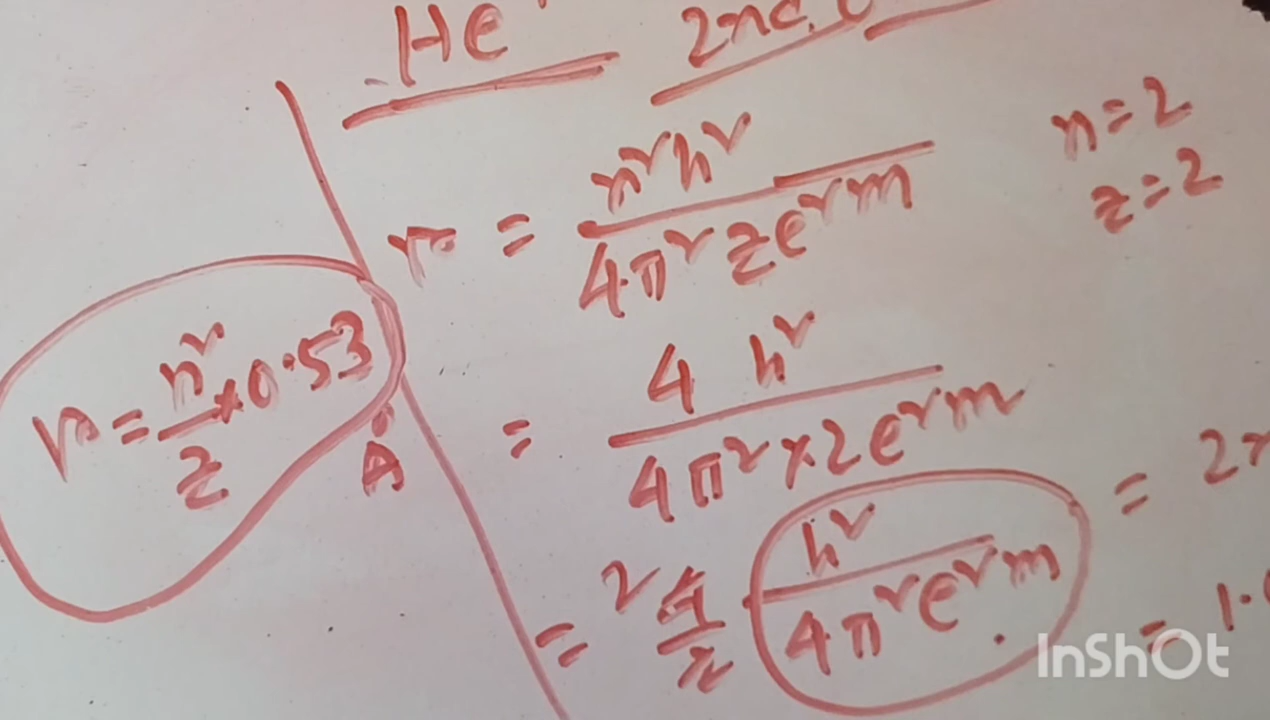 He⁺ 2nd
r = n²h² / 4π²ze²m
n = 2
z = 2
= 4 h² / 4π² × 2e²m
r = n² / z × 0.53 Å
= 4 / 2 h² / 4π²e²m
= 2×
= 1.
InShOt